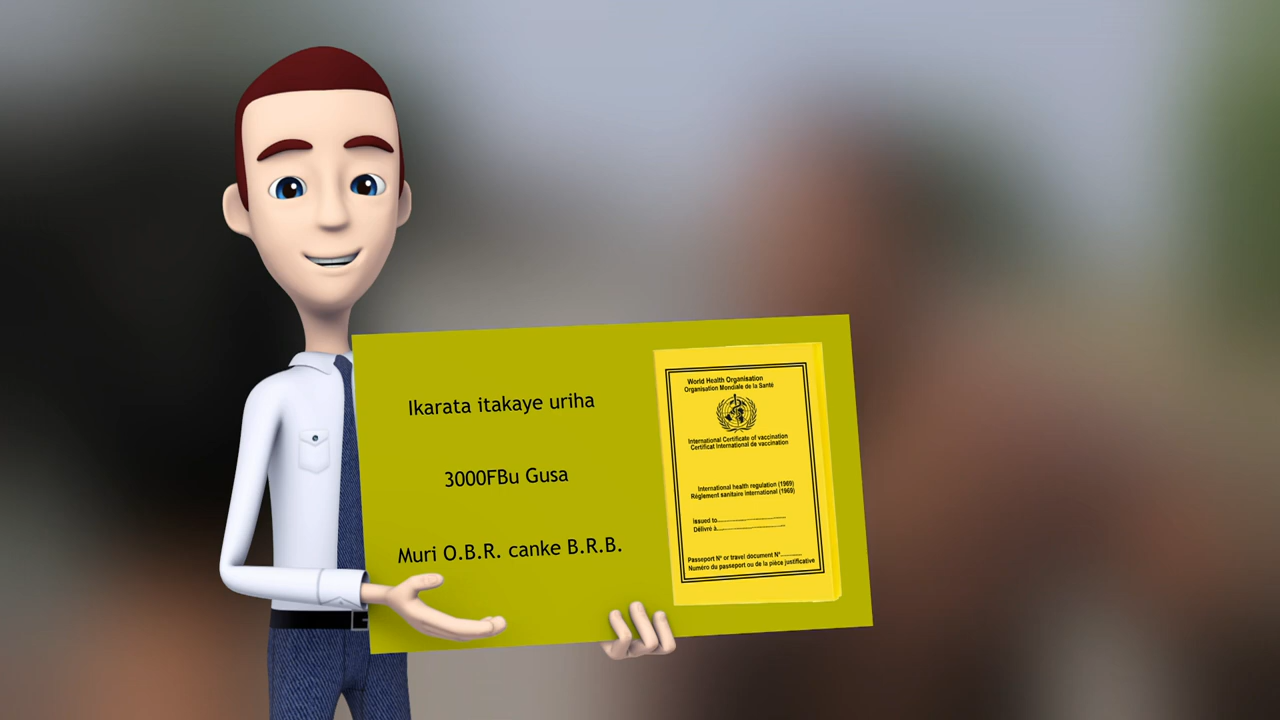 Ikarata itakaye uriha
3000FBu Gusa
Muri O.B.R. canke B.R.B.
World Health Organisation
Organisation Mondiale de la Santé
International Certificate of vaccination
Certificat International de vaccination
International health regulation (1969)
Règlement sanitaire international (1969)
Issued to
Délivré à
Passeport N° or travel document N°
Numéro du passeport ou de la pièce justificative